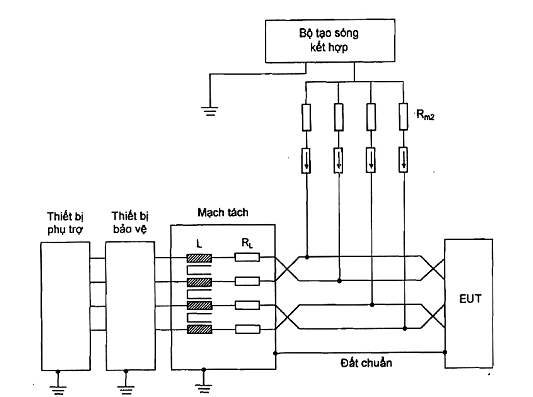 Bộ tạo sóng
kết hợp
Rm2
Mạch tách
Thiết bị
phụ trợ
Thiết bị
bảo vệ
L
RL
EUT
Đất chuẩn